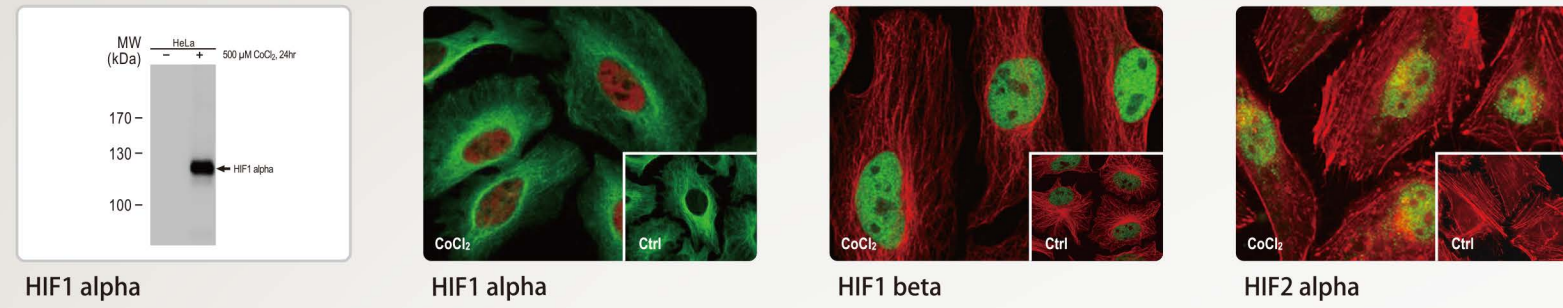 MW
(kDa)
HeLa
– +
500 μM CoCl₂, 24hr
170 –
130 –
HIF1 alpha
100 –
HIF1 alpha
CoCl₂
Ctrl
HIF1 alpha
CoCl₂
Ctrl
HIF1 beta
CoCl₂
Ctrl
HIF2 alpha